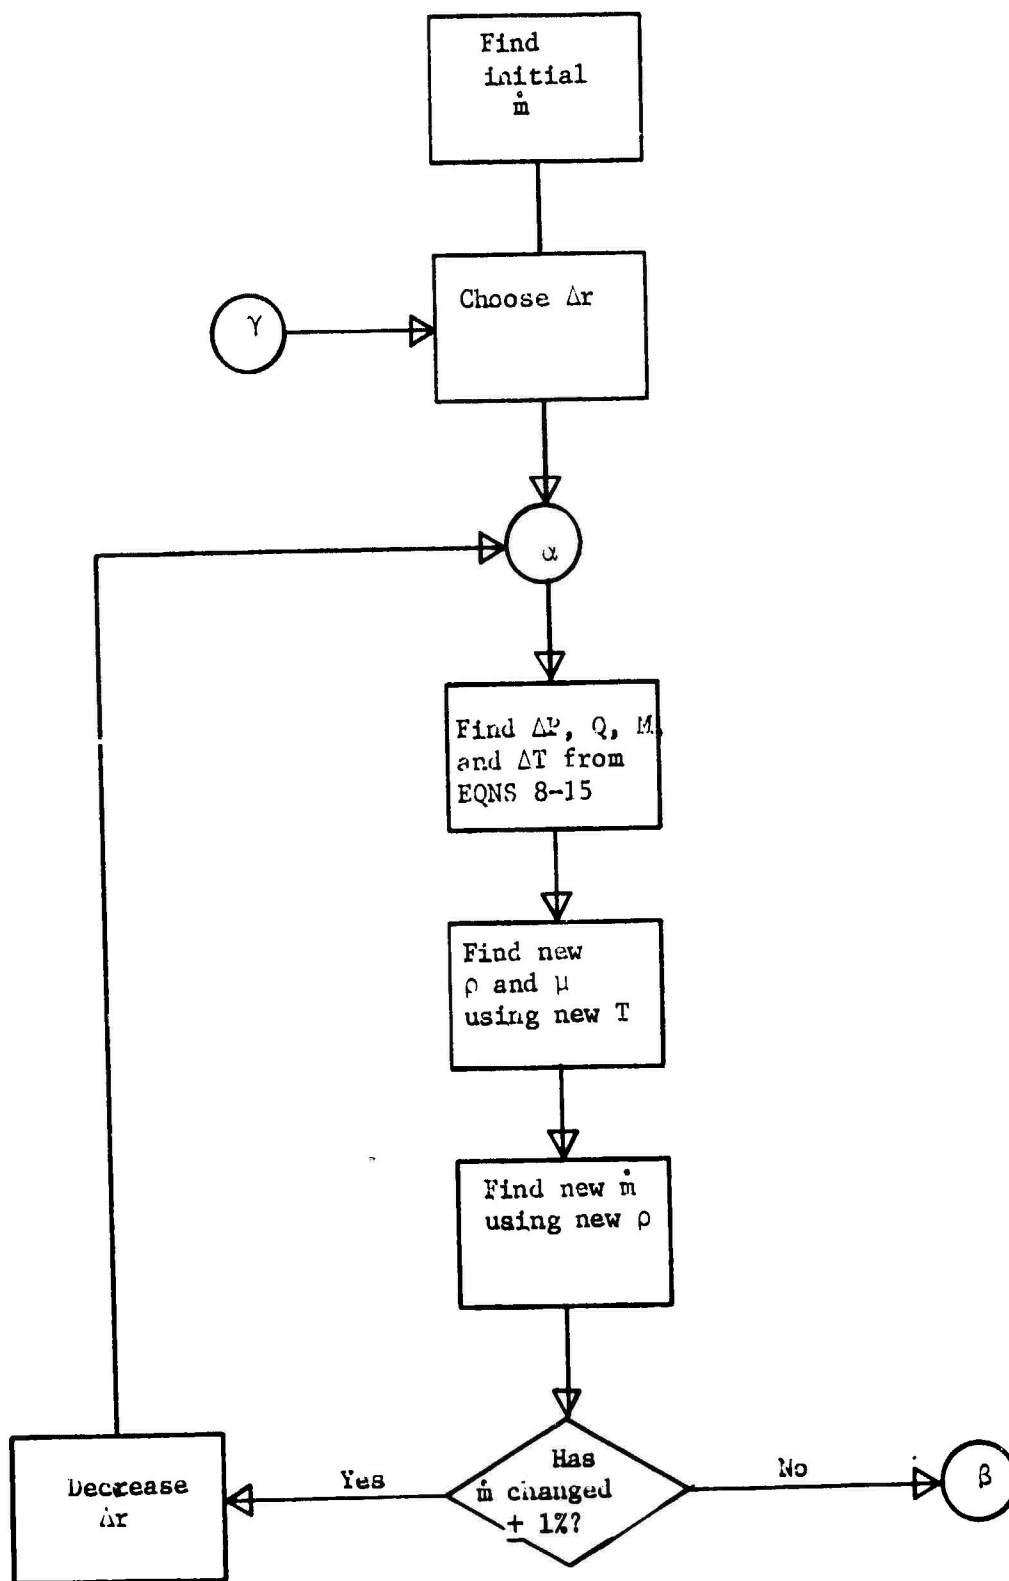 Find
initial
ṁ
Choose Δr
γ
α
Find ΔP, Q, M,
and ΔT from
EQNS 8-15
Find new
ρ and μ
using new T
Find new ṁ
using new ρ
Has
ṁ changed
+ 1%?
Yes
No
Decrease
Δr
β